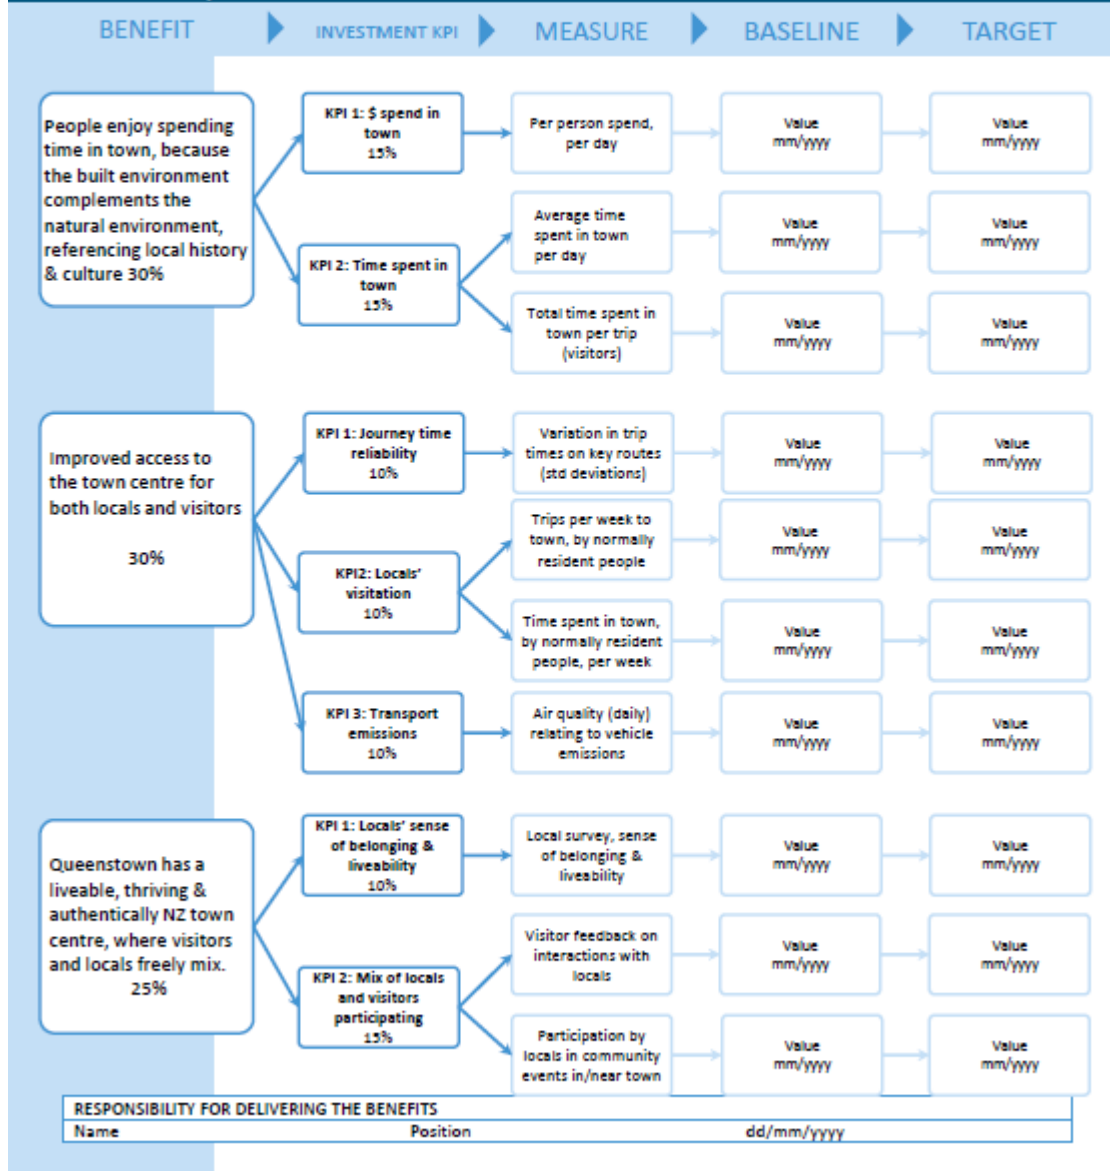 BENEFIT
INVESTMENT KPI
MEASURE
BASELINE
TARGET
People enjoy spending
time in town, because
the built environment
complements the
natural environment,
referencing local history
& culture 30%
KPI 1: $ spend in
town
15%
Per person spend,
per day
Value
mm/yyyy
Value
mm/yyyy
KPI 2: Time spent in
town
15%
Average time
spent in town
per day
Value
mm/yyyy
Value
mm/yyyy
Total time spent in
town per trip
(visitors)
Value
mm/yyyy
Value
mm/yyyy
Improved access to
the town centre for
both locals and visitors
30%
KPI 1: Journey time
reliability
10%
Variation in trip
times on key routes
(std deviations)
Value
mm/yyyy
Value
mm/yyyy
KPI2: Locals'
visitation
10%
Trips per week to
town, by normally
resident people
Value
mm/yyyy
Value
mm/yyyy
Time spent in town,
by normally resident
people, per week
Value
mm/yyyy
Value
mm/yyyy
KPI 3: Transport
emissions
10%
Air quality (daily)
relating to vehicle
emissions
Value
mm/yyyy
Value
mm/yyyy
Queenstown has a
liveable, thriving &
authentically NZ town
centre, where visitors
and locals freely mix.
25%
KPI 1: Locals' sense
of belonging &
liveability
10%
Local survey, sense
of belonging &
liveability
Value
mm/yyyy
Value
mm/yyyy
KPI 2: Mix of locals
and visitors
participating
15%
Visitor feedback on
interactions with
locals
Value
mm/yyyy
Value
mm/yyyy
Participation by
locals in community
events in/near town
Value
mm/yyyy
Value
mm/yyyy
RESPONSIBILITY FOR DELIVERING THE BENEFITS
Name Position dd/mm/yyyy